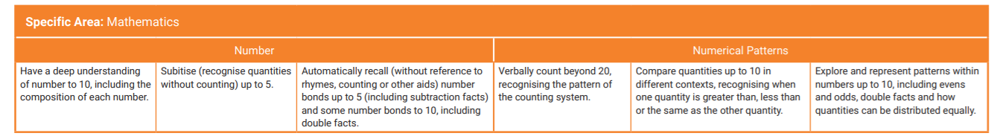 Specific Area: Mathematics
Number
Numerical Patterns
Have a deep understanding
of number to 10, including the
composition of each number.
Subitise (recognise quantities
without counting) up to 5.
Automatically recall (without reference to
rhymes, counting or other aids) number
bonds up to 5 (including subtraction facts)
and some number bonds to 10, including
double facts.
Verbally count beyond 20,
recognising the pattern of
the counting system.
Compare quantities up to 10 in
different contexts, recognising when
one quantity is greater than, less than
or the same as the other quantity.
Explore and represent patterns within
numbers up to 10, including evens
and odds, double facts and how
quantities can be distributed equally.